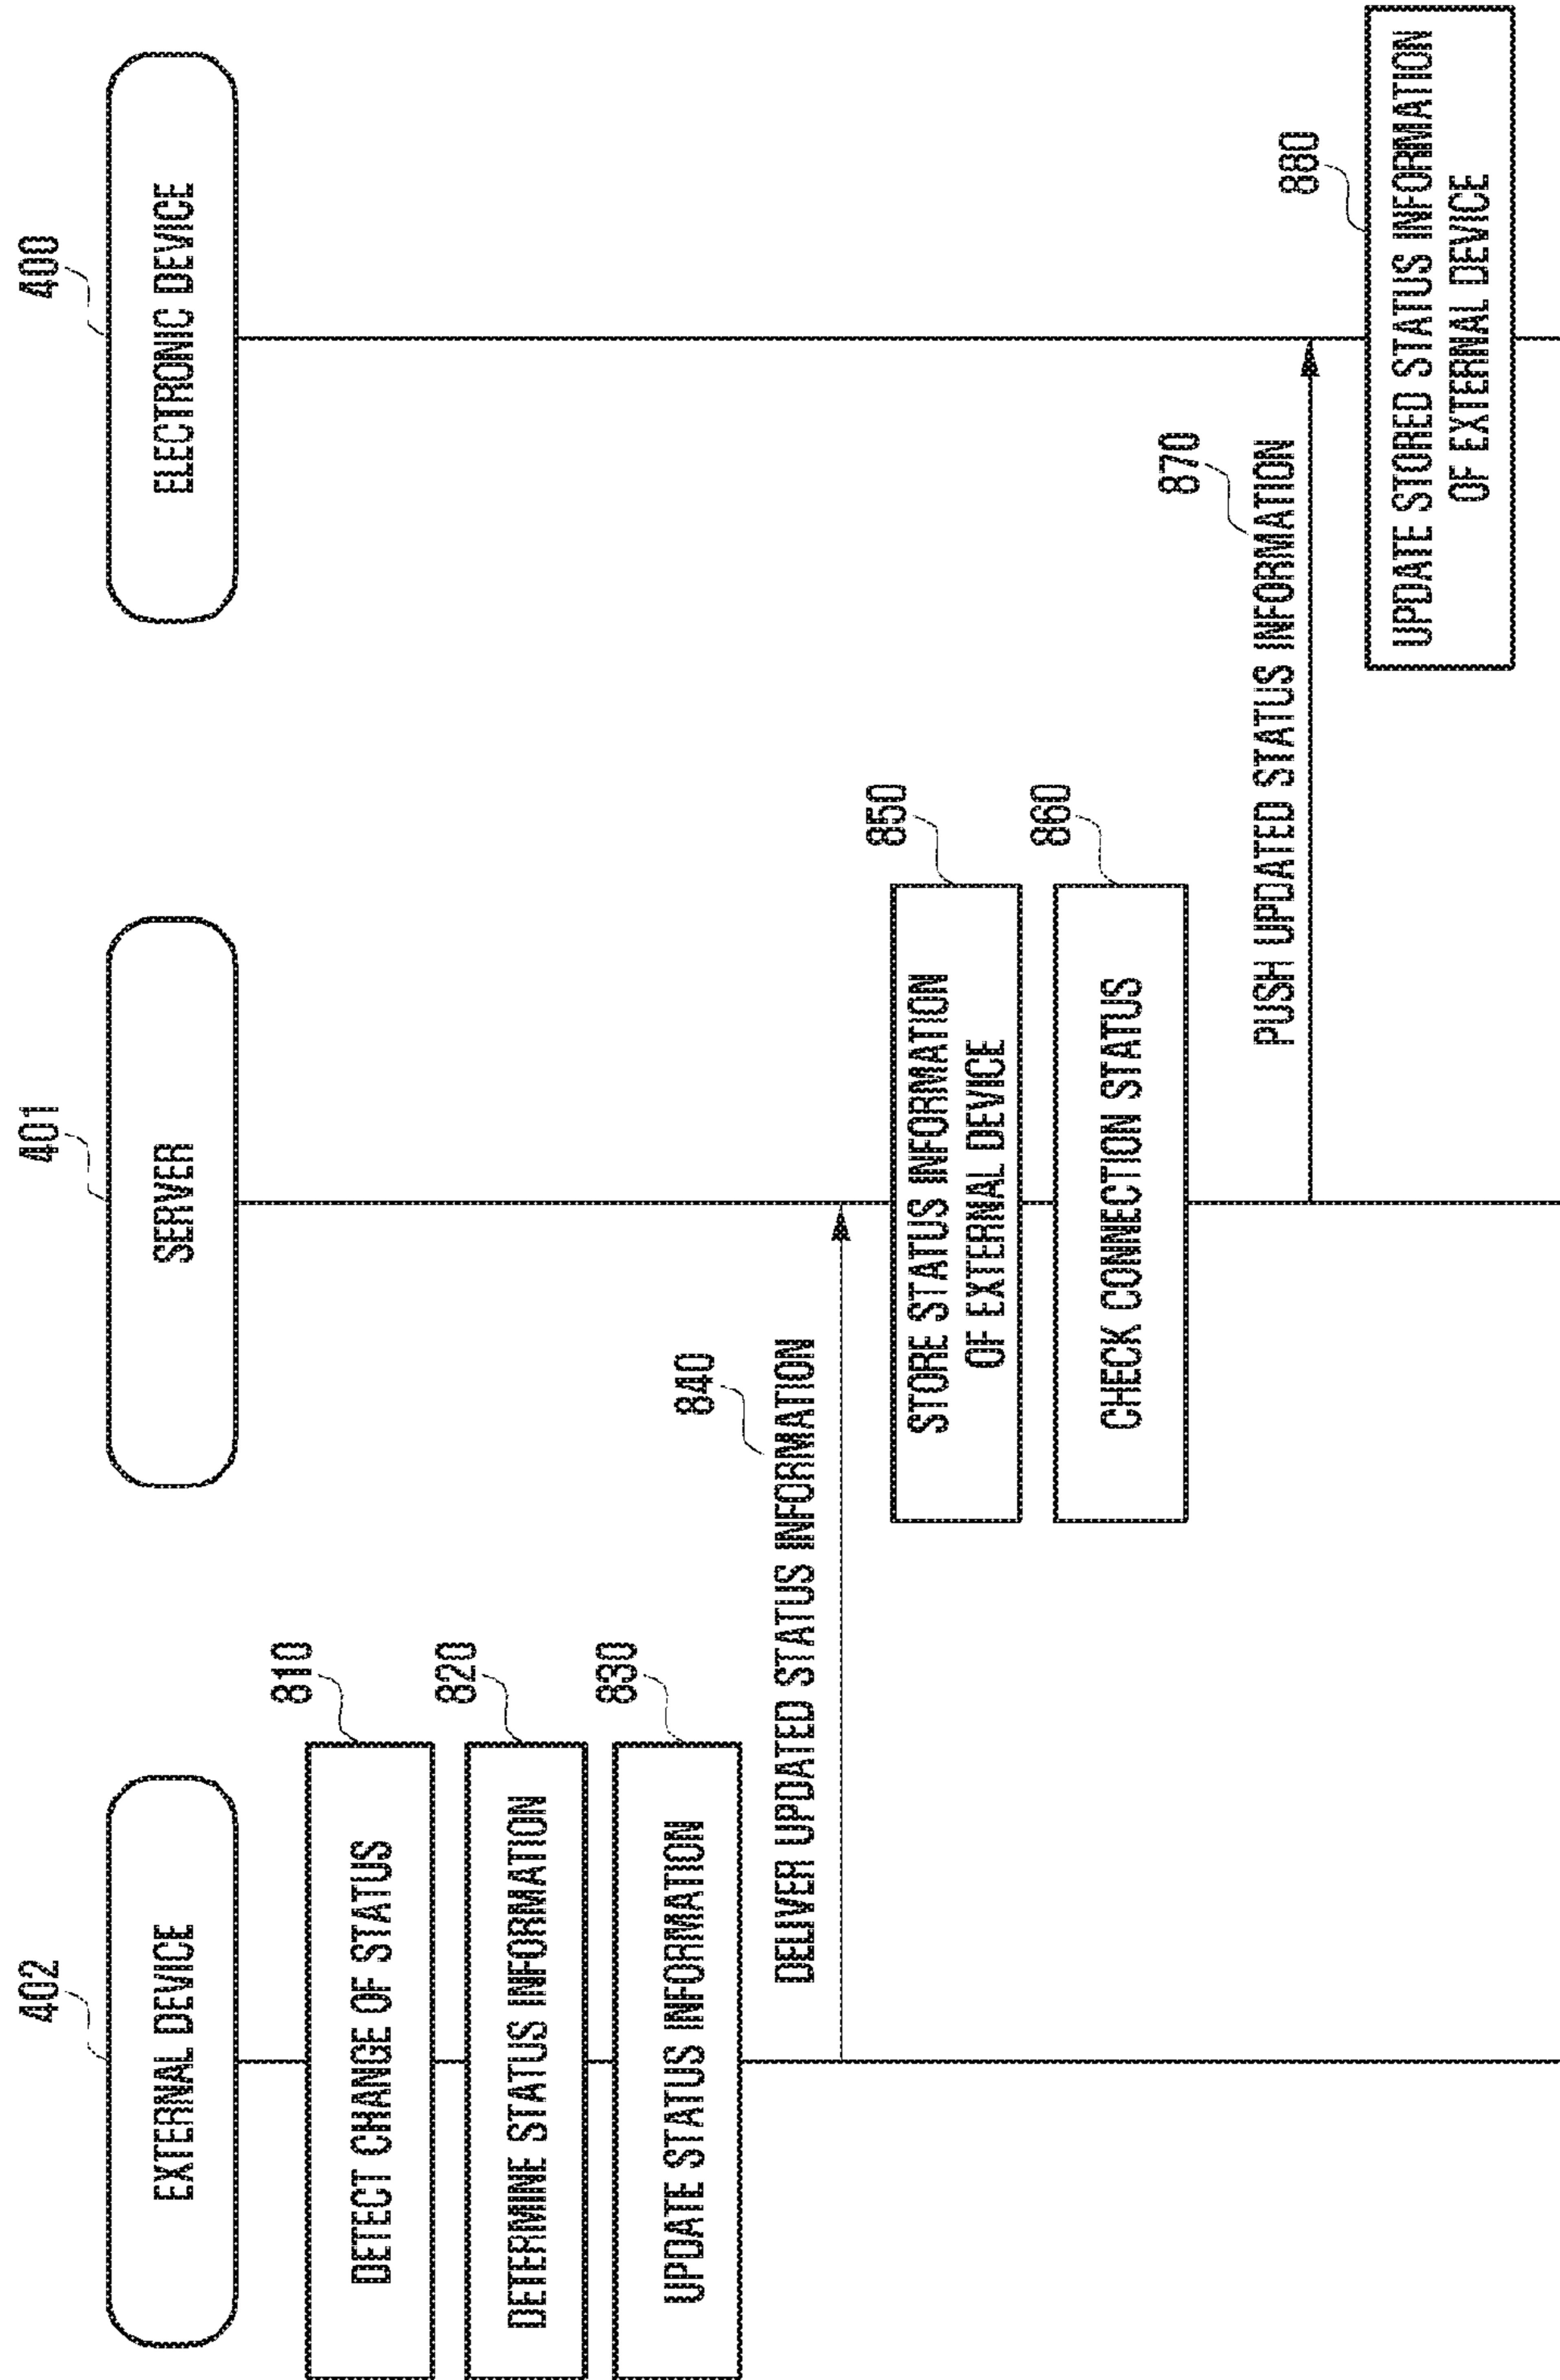 402
EXTERNAL DEVICE
401
SERVER
400
ELECTRONIC DEVICE
810
DETECT CHANGE OF STATUS
820
DETERMINE STATUS INFORMATION
830
UPDATE STATUS INFORMATION
840
DELIVER UPDATED STATUS INFORMATION
850
STORE STATUS INFORMATION
OF EXTERNAL DEVICE
860
CHECK CONNECTION STATUS
870
PUSH UPDATED STATUS INFORMATION
880
UPDATE STORED STATUS INFORMATION
OF EXTERNAL DEVICE